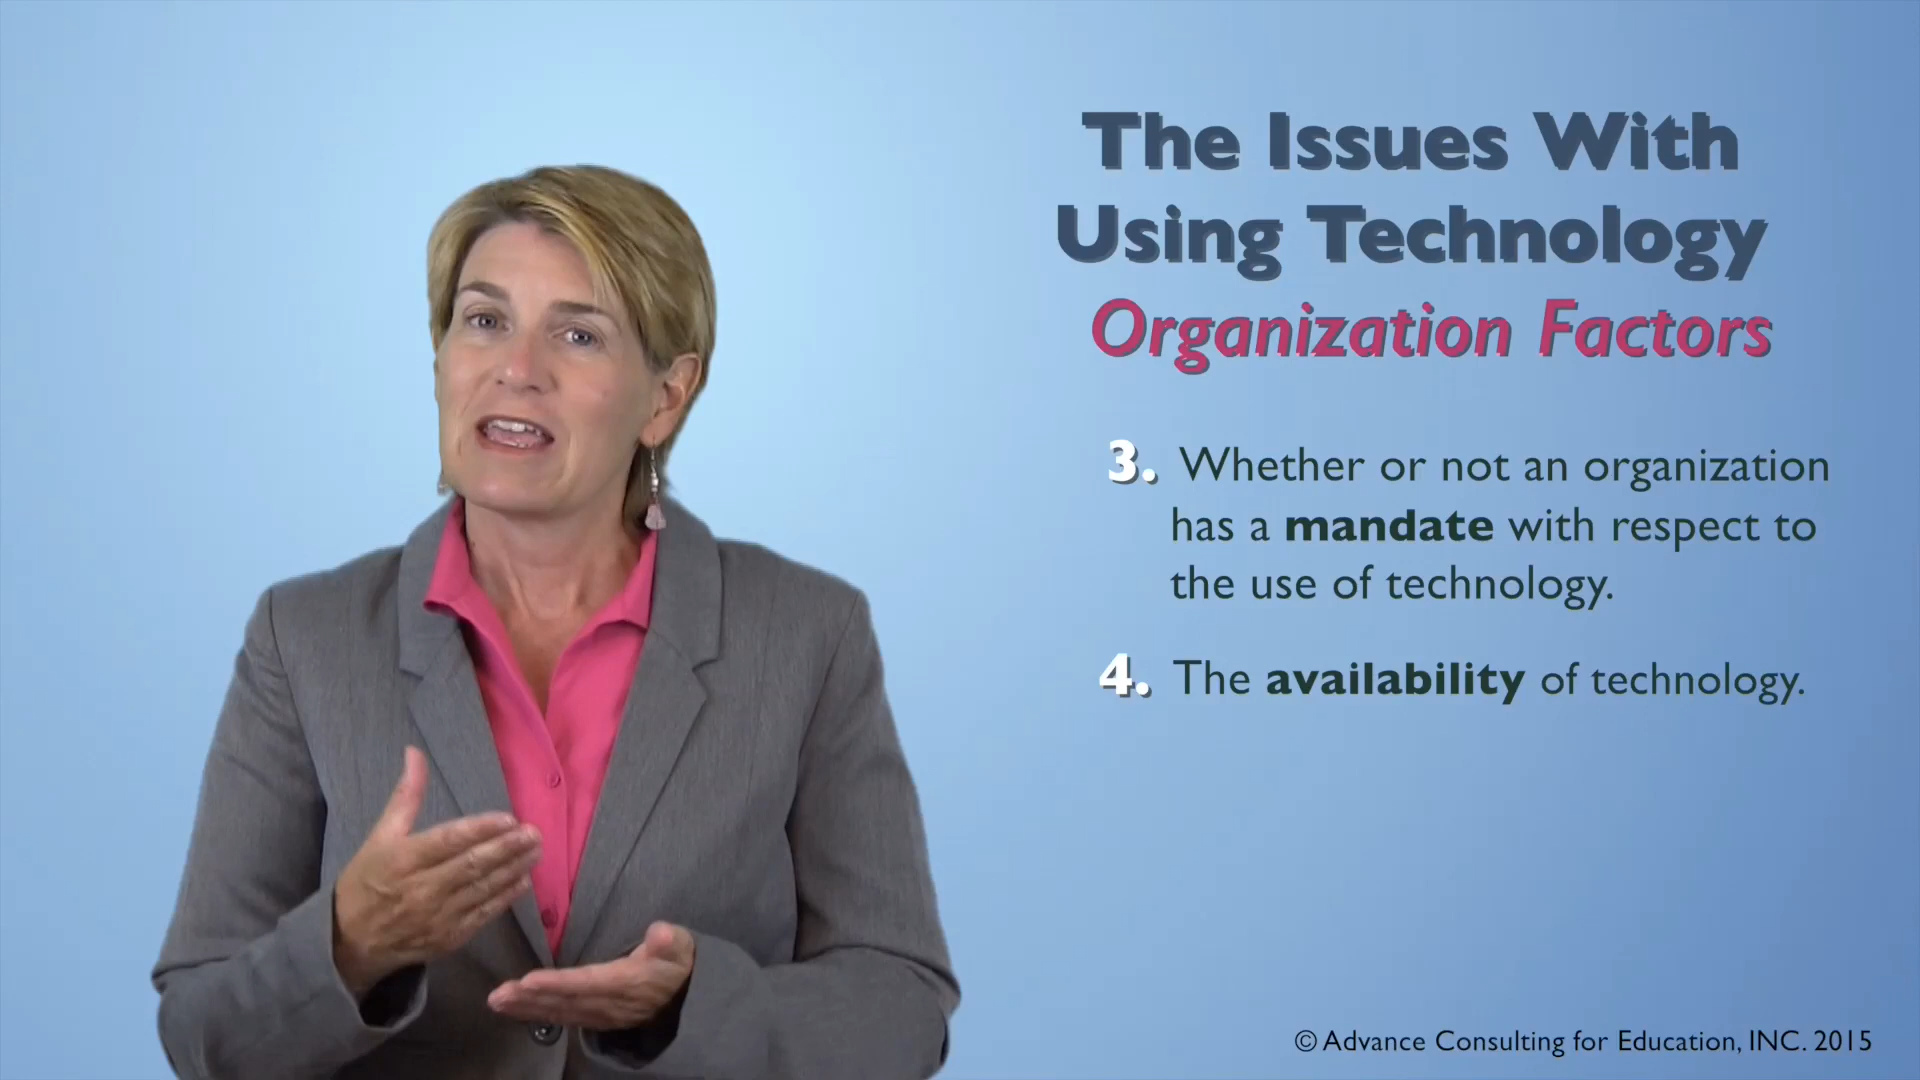 The Issues With
Using Technology
Organization Factors
3. Whether or not an organization
has a mandate with respect to
the use of technology.
4. The availability of technology.
© Advance Consulting for Education, INC. 2015